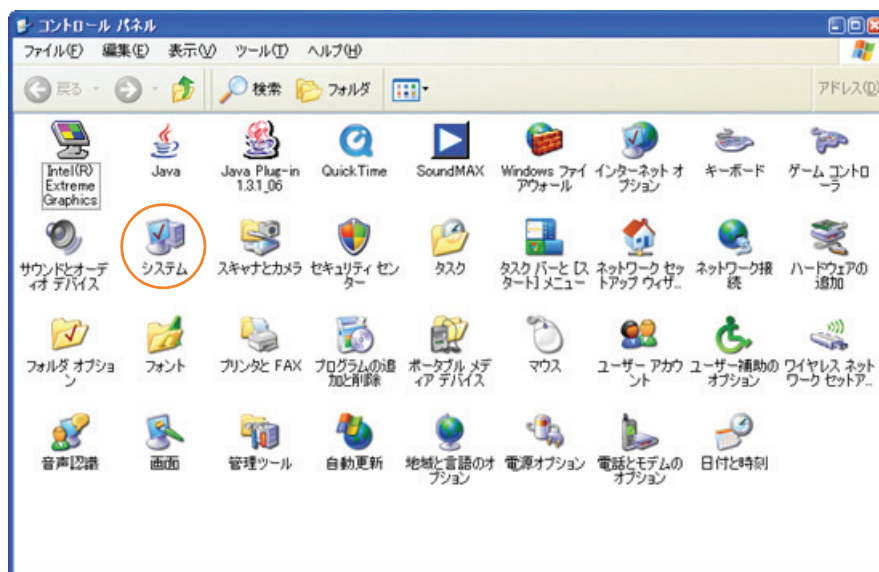 コントロール パネル
ファイル(F) 編集(E) 表示(V) ツール(T) ヘルプ(H)
戻る 検索 フォルダ アドレス(D)
Intel(R)
Extreme
Graphics
Java
Java Plug-in
1.3.1_06
QuickTime
SoundMAX
Windows ファイ
アウォール
インターネット オ
プション
キーボード
ゲーム コントロ
ーラ
サウンドとオーデ
ィオ デバイス
システム
スキャナとカメラ
セキュリティ セン
ター
タスク
タスク バーと [ス
タート] メニュー
ネットワーク セッ
トアップ ウィザ...
ネットワーク接
続
ハードウェアの
追加
フォルダ オプショ
ン
フォント
プリンタと FAX
プログラムの追
加と削除
ポータブル メデ
ィア デバイス
マウス
ユーザー アカウ
ント
ユーザー補助の
オプション
ワイヤレス ネット
ワーク セットア...
音声認識
画面
管理ツール
自動更新
地域と言語のオ
プション
電源オプション
電話とモデムの
オプション
日付と時刻